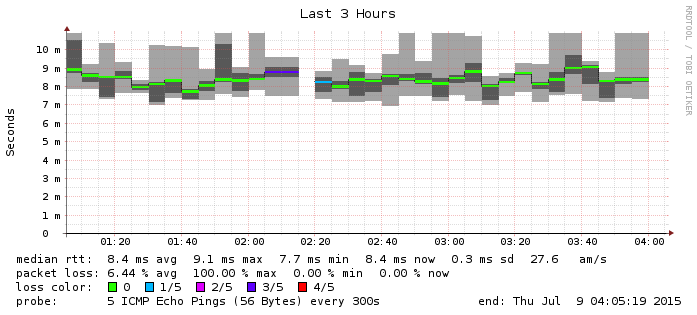 Last 3 Hours
RRDTOOL / TOBI OETIKER
Seconds
10 m
9 m
8 m
7 m
6 m
5 m
4 m
3 m
2 m
1 m
0
01:20 01:40 02:00 02:20 02:40 03:00 03:20 03:40 04:00
median rtt: 8.4 ms avg 9.1 ms max 7.7 ms min 8.4 ms now 0.3 ms sd 27.6 am/s
packet loss: 6.44 % avg 100.00 % max 0.00 % min 0.00 % now
loss color: 0 1/5 2/5 3/5 4/5
probe: 5 ICMP Echo Pings (56 Bytes) every 300s end: Thu Jul 9 04:05:19 2015